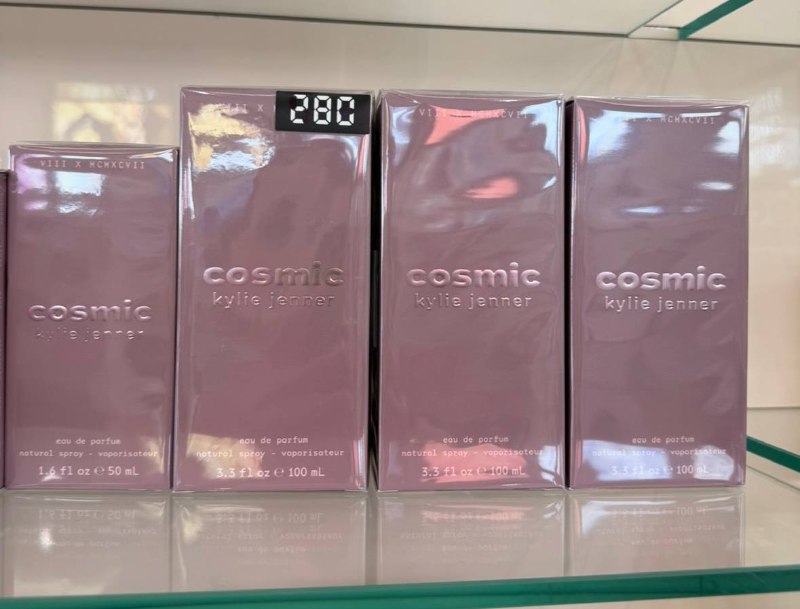 VIII X MCMXCVII
cosmic
kylie jenner
eau de parfum
natural spray - vaporisateur
1.6 fl oz ℮ 50 mL
280
cosmic
kylie jenner
eau de parfum
natural spray - vaporisateur
3.3 fl oz ℮ 100 mL
VIII X MCMXCVII
cosmic
kylie jenner
eau de parfum
natural spray - vaporisateur
3.3 fl oz ℮ 100 mL
VIII X MCMXCVII
cosmic
kylie jenner
eau de parfum
natural spray - vaporisateur
3.3 fl oz ℮ 100 mL